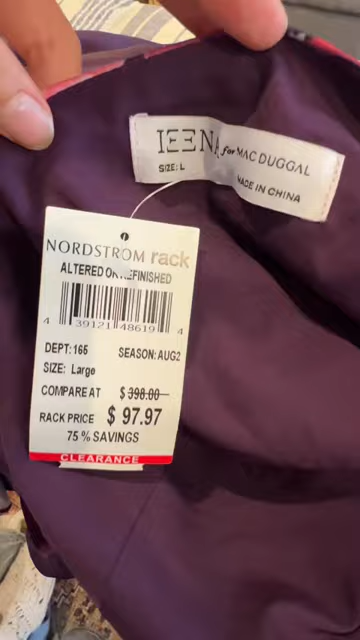 IEENA for MAC DUGGAL
SIZE: L
MADE IN CHINA
NORDSTROM rack
ALTERED OR REFINISHED
4 39121 48619 4
DEPT: 165 SEASON: AUG2
SIZE: Large
COMPARE AT $ 398.00
RACK PRICE $ 97.97
75 % SAVINGS
CLEARANCE